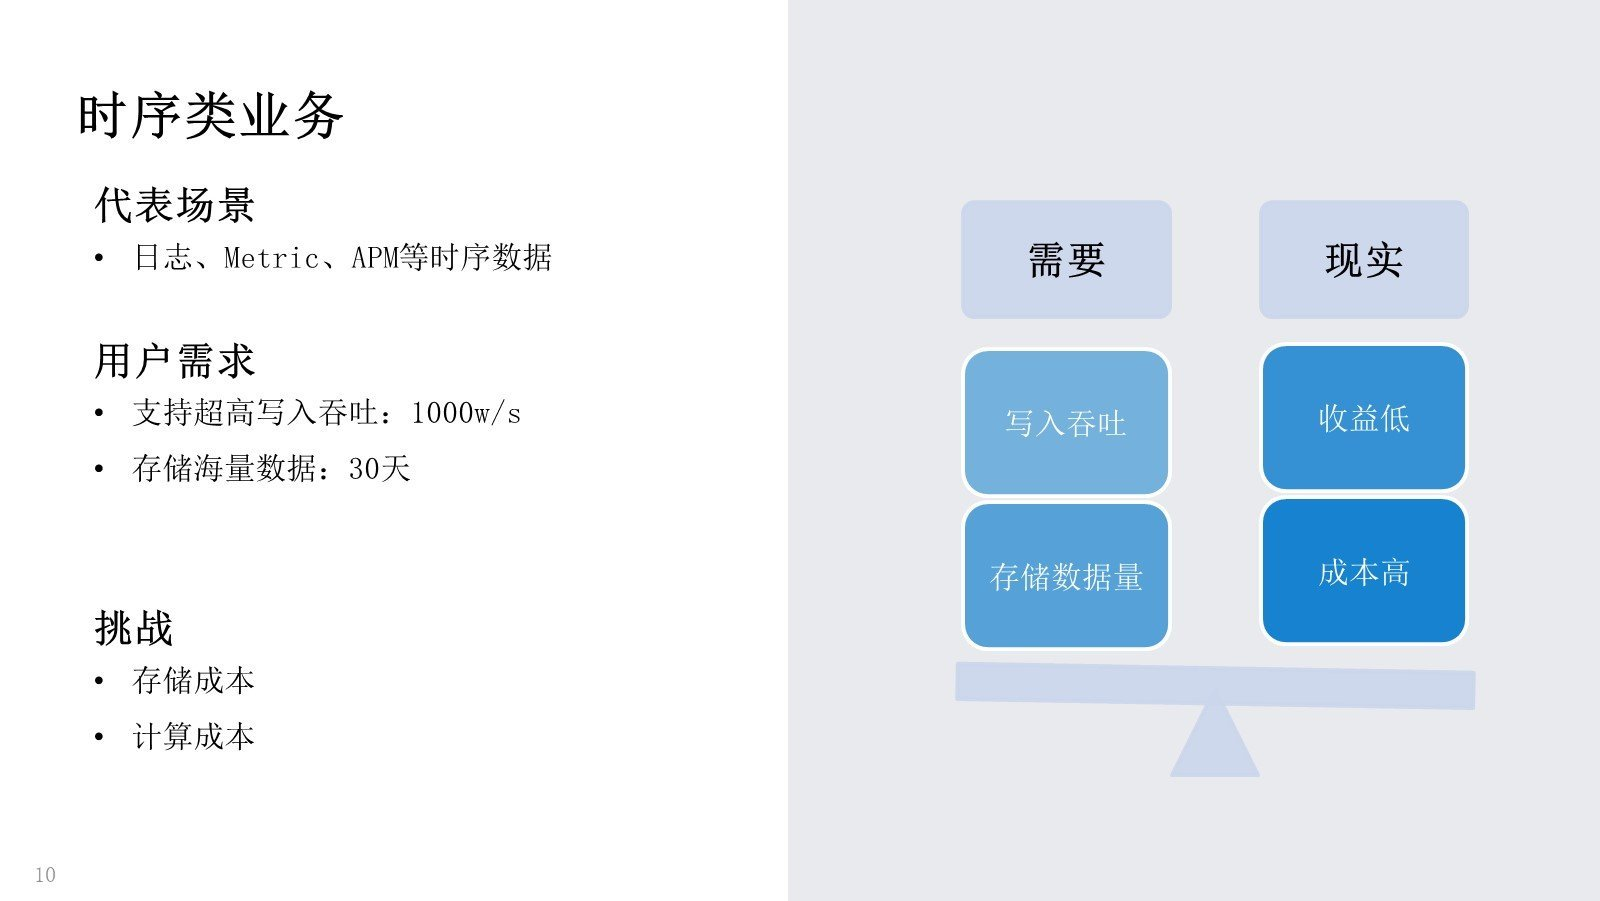 时序类业务
代表场景
• 日志、Metric、APM等时序数据
用户需求
• 支持超高写入吞吐：1000w/s
• 存储海量数据：30天
挑战
• 存储成本
• 计算成本
需要
现实
写入吞吐
收益低
存储数据量
成本高
10